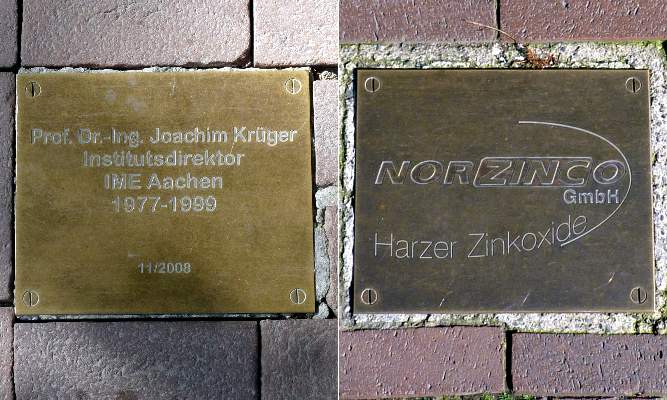 Prof. Dr.-Ing. Joachim Krüger
Institutsdirektor
IME Aachen
1977-1999
11/2008
NORZINCO
GmbH
Harzer Zinkoxide